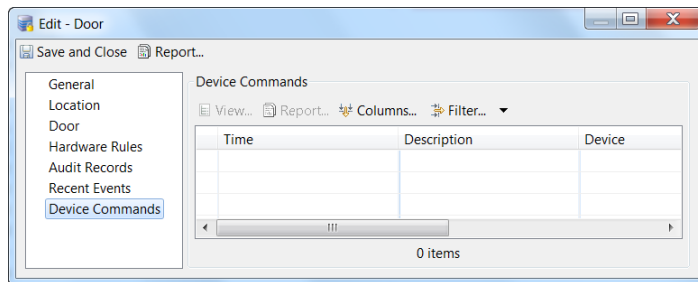 Edit - Door
Save and Close Report...
General
Location
Door
Hardware Rules
Audit Records
Recent Events
Device Commands
Device Commands
View... Report... Columns... Filter...
Time Description Device
0 items